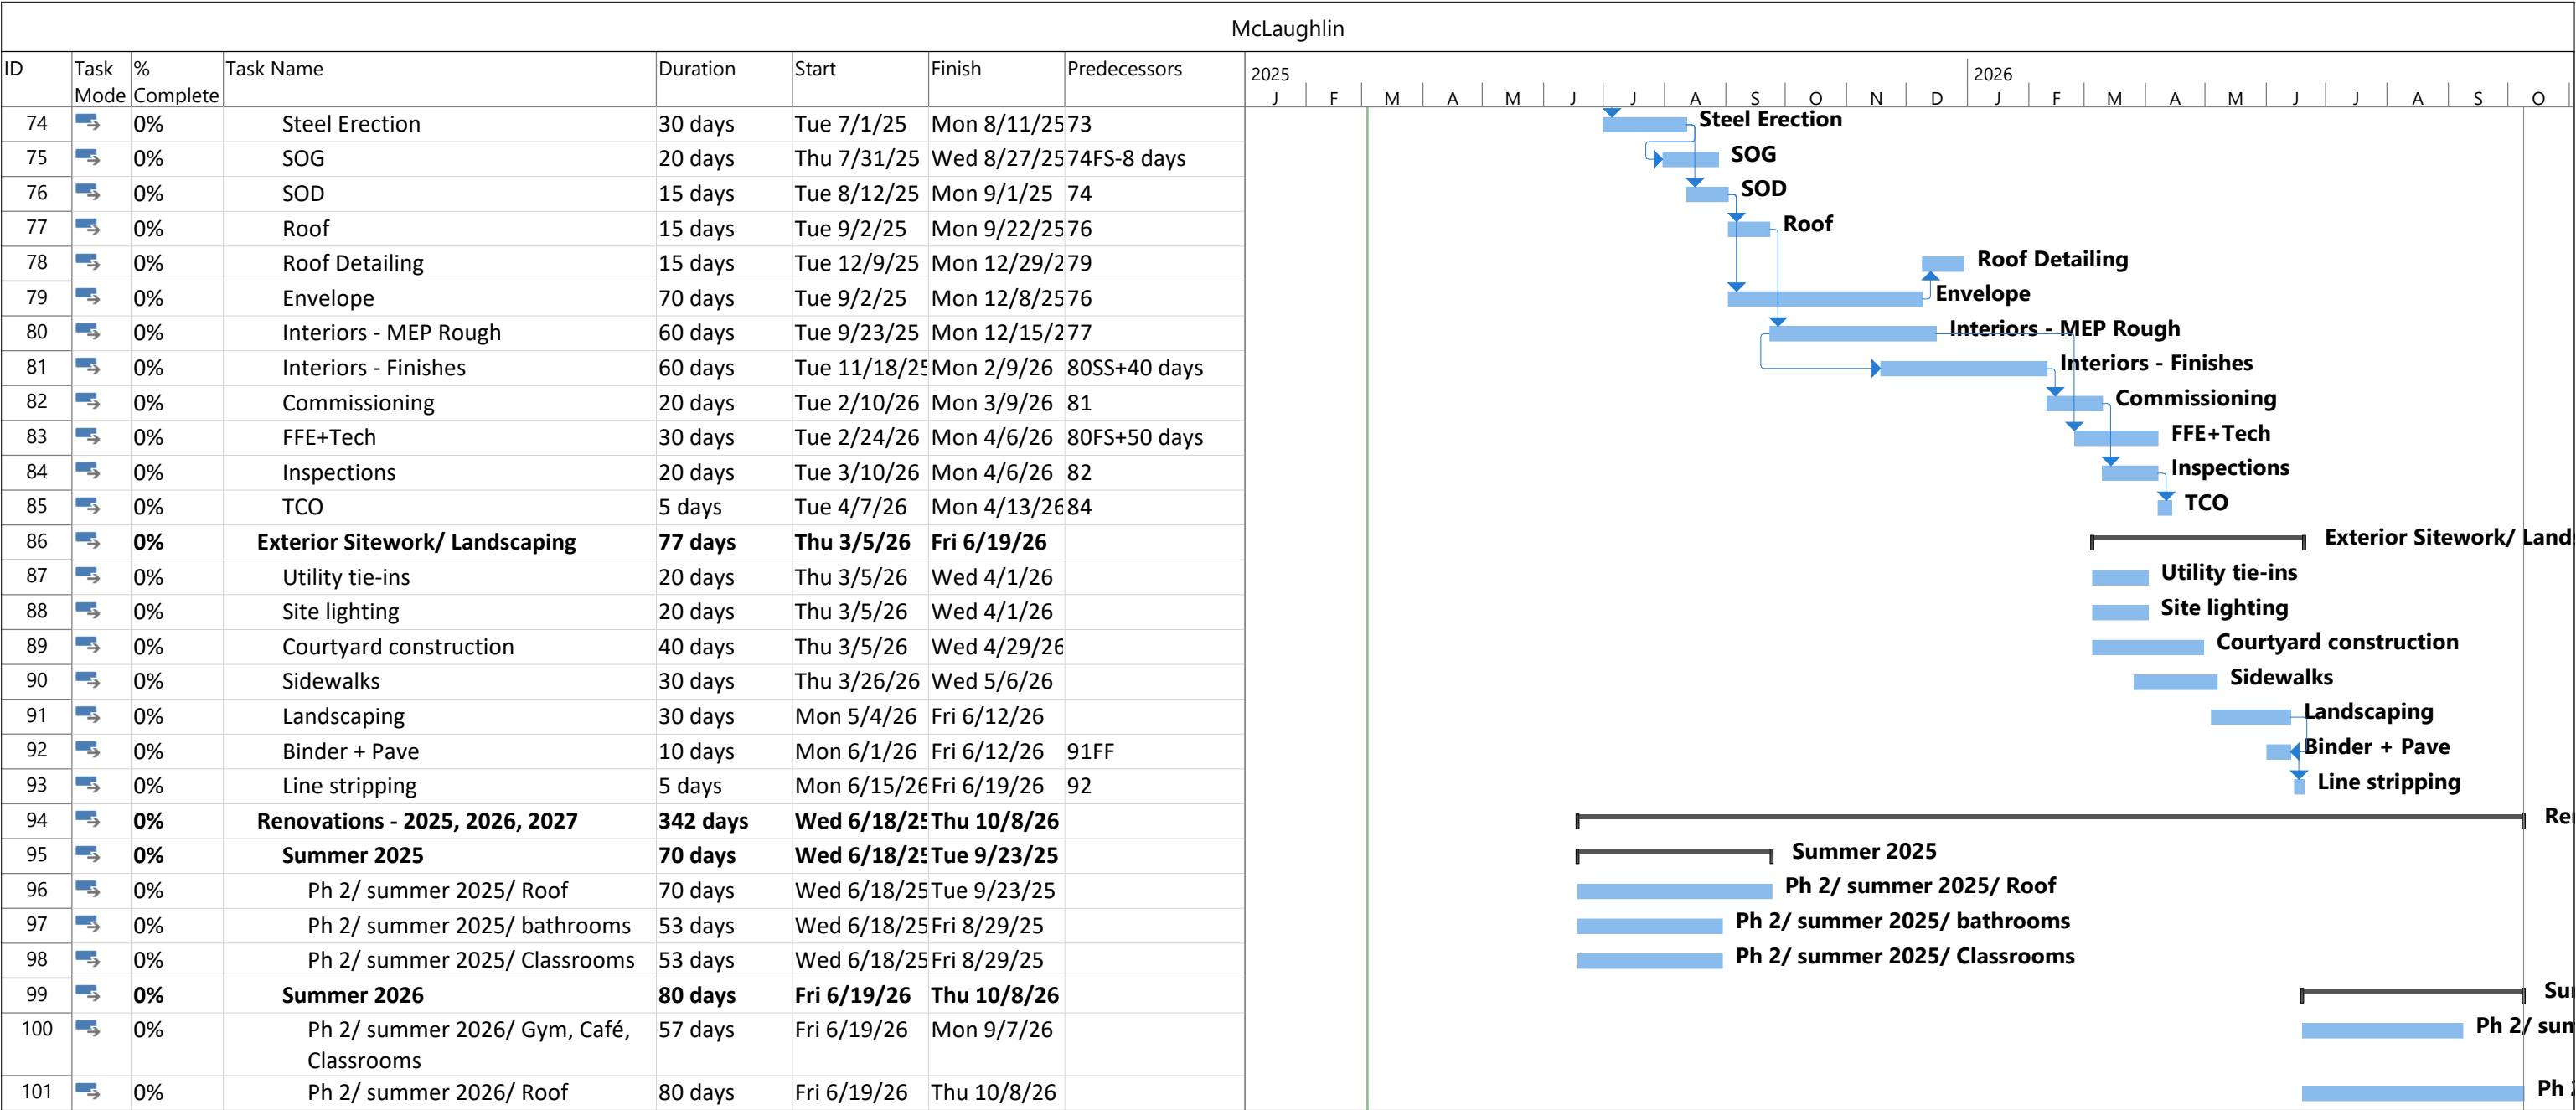 McLaughlin
ID Task Mode % Complete Task Name Duration Start Finish Predecessors
2025 2026
J F M A M J J A S O N D J F M A M J J A S O
74 0% Steel Erection 30 days Tue 7/1/25 Mon 8/11/25 73 Steel Erection
75 0% SOG 20 days Thu 7/31/25 Wed 8/27/25 74FS-8 days SOG
76 0% SOD 15 days Tue 8/12/25 Mon 9/1/25 74 SOD
77 0% Roof 15 days Tue 9/2/25 Mon 9/22/25 76 Roof
78 0% Roof Detailing 15 days Tue 12/9/25 Mon 12/29/2 79 Roof Detailing
79 0% Envelope 70 days Tue 9/2/25 Mon 12/8/25 76 Envelope
80 0% Interiors - MEP Rough 60 days Tue 9/23/25 Mon 12/15/2 77 Interiors - MEP Rough
81 0% Interiors - Finishes 60 days Tue 11/18/25 Mon 2/9/26 80SS+40 days Interiors - Finishes
82 0% Commissioning 20 days Tue 2/10/26 Mon 3/9/26 81 Commissioning
83 0% FFE+Tech 30 days Tue 2/24/26 Mon 4/6/26 80FS+50 days FFE+Tech
84 0% Inspections 20 days Tue 3/10/26 Mon 4/6/26 82 Inspections
85 0% TCO 5 days Tue 4/7/26 Mon 4/13/26 84 TCO
86 0% Exterior Sitework/ Landscaping 77 days Thu 3/5/26 Fri 6/19/26 Exterior Sitework/ Lands
87 0% Utility tie-ins 20 days Thu 3/5/26 Wed 4/1/26 Utility tie-ins
88 0% Site lighting 20 days Thu 3/5/26 Wed 4/1/26 Site lighting
89 0% Courtyard construction 40 days Thu 3/5/26 Wed 4/29/26 Courtyard construction
90 0% Sidewalks 30 days Thu 3/26/26 Wed 5/6/26 Sidewalks
91 0% Landscaping 30 days Mon 5/4/26 Fri 6/12/26 Landscaping
92 0% Binder + Pave 10 days Mon 6/1/26 Fri 6/12/26 91FF Binder + Pave
93 0% Line stripping 5 days Mon 6/15/26 Fri 6/19/26 92 Line stripping
94 0% Renovations - 2025, 2026, 2027 342 days Wed 6/18/25 Thu 10/8/26 Re
95 0% Summer 2025 70 days Wed 6/18/25 Tue 9/23/25 Summer 2025
96 0% Ph 2/ summer 2025/ Roof 70 days Wed 6/18/25 Tue 9/23/25 Ph 2/ summer 2025/ Roof
97 0% Ph 2/ summer 2025/ bathrooms 53 days Wed 6/18/25 Fri 8/29/25 Ph 2/ summer 2025/ bathrooms
98 0% Ph 2/ summer 2025/ Classrooms 53 days Wed 6/18/25 Fri 8/29/25 Ph 2/ summer 2025/ Classrooms
99 0% Summer 2026 80 days Fri 6/19/26 Thu 10/8/26 Su
100 0% Ph 2/ summer 2026/ Gym, Café, 57 days Fri 6/19/26 Mon 9/7/26 Ph 2/ sum
Classrooms
101 0% Ph 2/ summer 2026/ Roof 80 days Fri 6/19/26 Thu 10/8/26 Ph